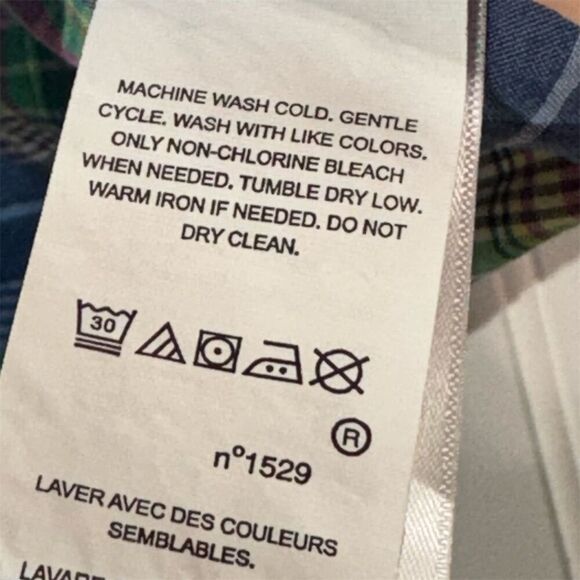 MACHINE WASH COLD. GENTLE
CYCLE. WASH WITH LIKE COLORS.
ONLY NON-CHLORINE BLEACH
WHEN NEEDED. TUMBLE DRY LOW.
WARM IRON IF NEEDED. DO NOT
DRY CLEAN.
30
®
nº1529
LAVER AVEC DES COULEURS
SEMBLABLES.